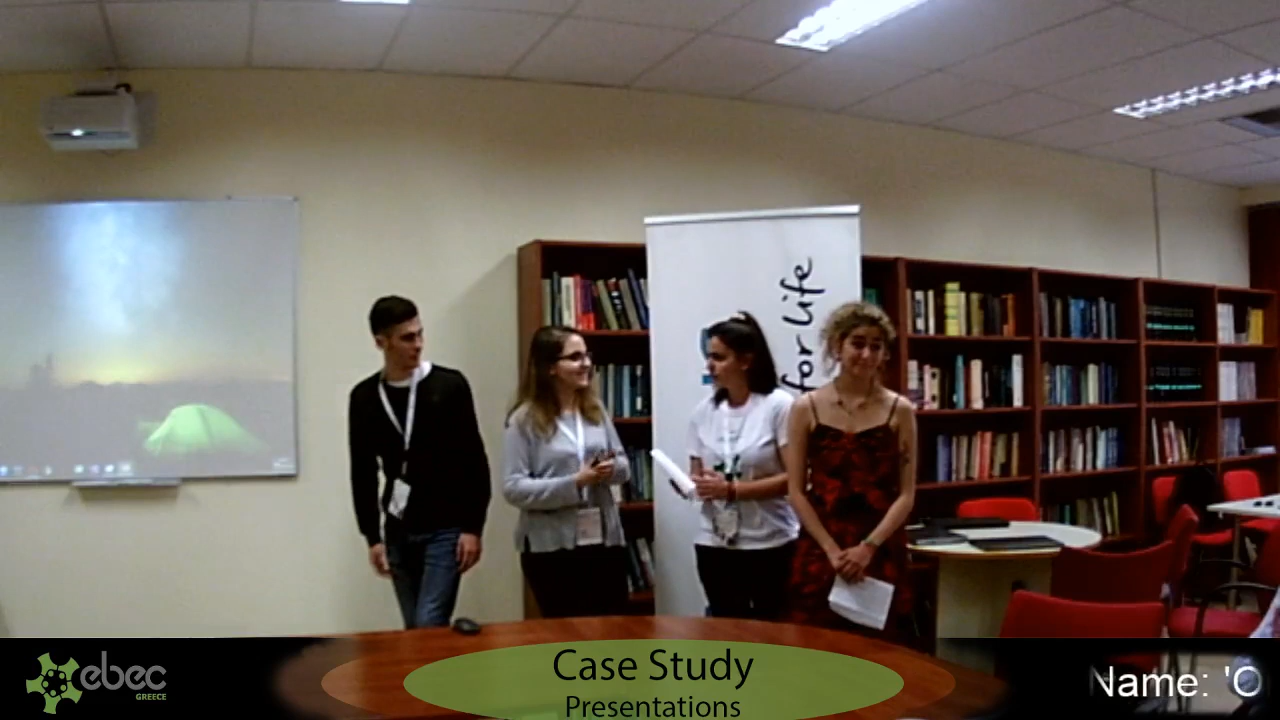 for life
ebec
GREECE
Case Study
Presentations
Name: 'O